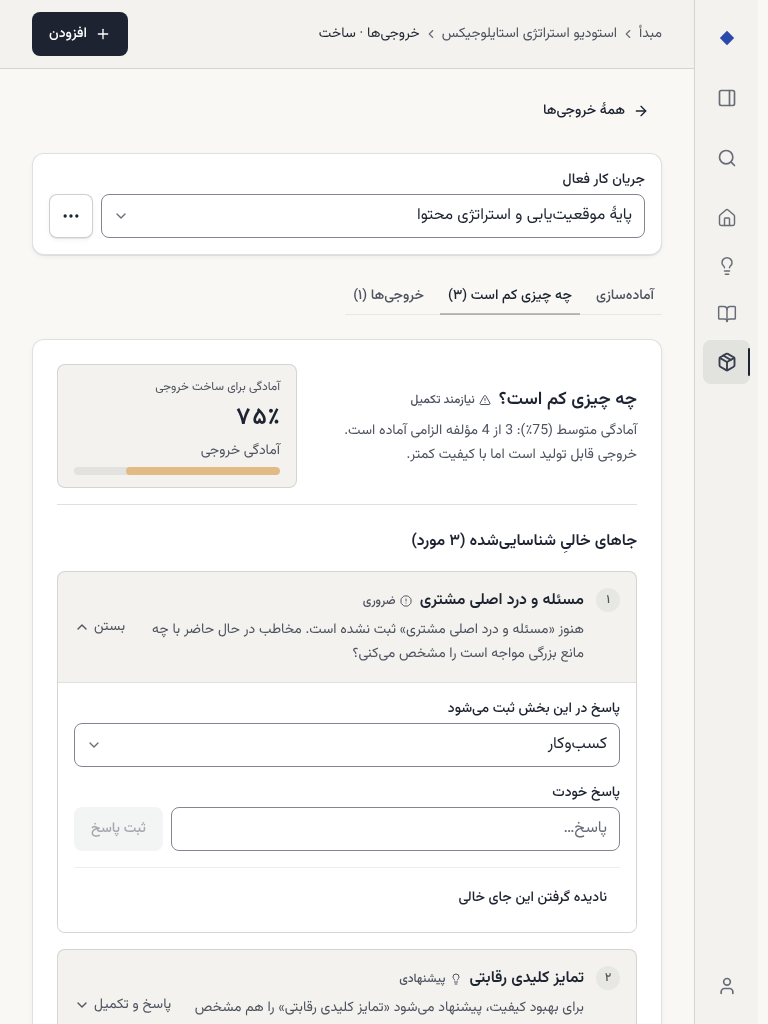 مبدأ › استودیو استراتژی استایلوجیکس › خروجی‌ها · ساخت
افزودن +
همهٔ خروجی‌ها
جریان کار فعال
پایهٔ موقعیت‌یابی و استراتژی محتوا
آماده‌سازی
چه چیزی کم است (۳)
خروجی‌ها (۱)
چه چیزی کم است؟ نیازمند تکمیل
آمادگی متوسط (75٪): 3 از 4 مؤلفه الزامی آماده است.
خروجی قابل تولید است اما با کیفیت کمتر.
آمادگی برای ساخت خروجی
۷۵٪
آمادگی خروجی
جاهای خالیِ شناسایی‌شده (۳ مورد)
۱ مسئله و درد اصلی مشتری ضروری
هنوز «مسئله و درد اصلی مشتری» ثبت نشده است. مخاطب در حال حاضر با چه
مانع بزرگی مواجه است را مشخص می‌کنی؟
بستن
پاسخ در این بخش ثبت می‌شود
کسب‌وکار
پاسخ خودت
پاسخ…
ثبت پاسخ
نادیده گرفتن این جای خالی
۲ تمایز کلیدی رقابتی پیشنهادی
برای بهبود کیفیت، پیشنهاد می‌شود «تمایز کلیدی رقابتی» را هم مشخص
پاسخ و تکمیل